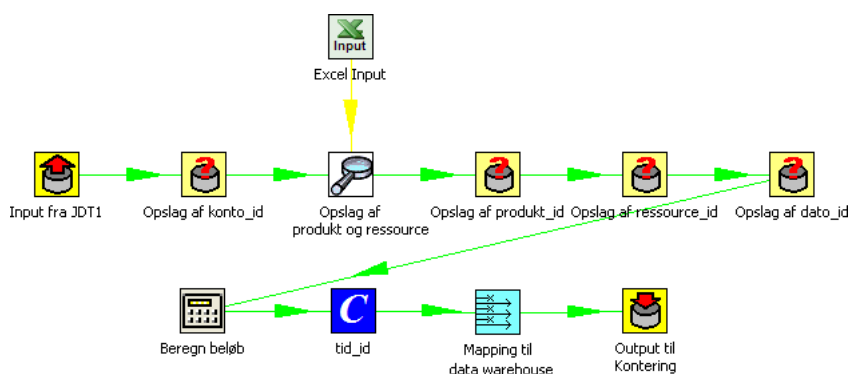 Input
Excel Input
Input fra JDT1
Opslag af konto_id
Opslag af
produkt og ressource
Opslag af produkt_id
Opslag af ressource_id
Opslag af dato_id
Beregn beløb
C
tid_id
Mapping til
data warehouse
Output til
Kontering